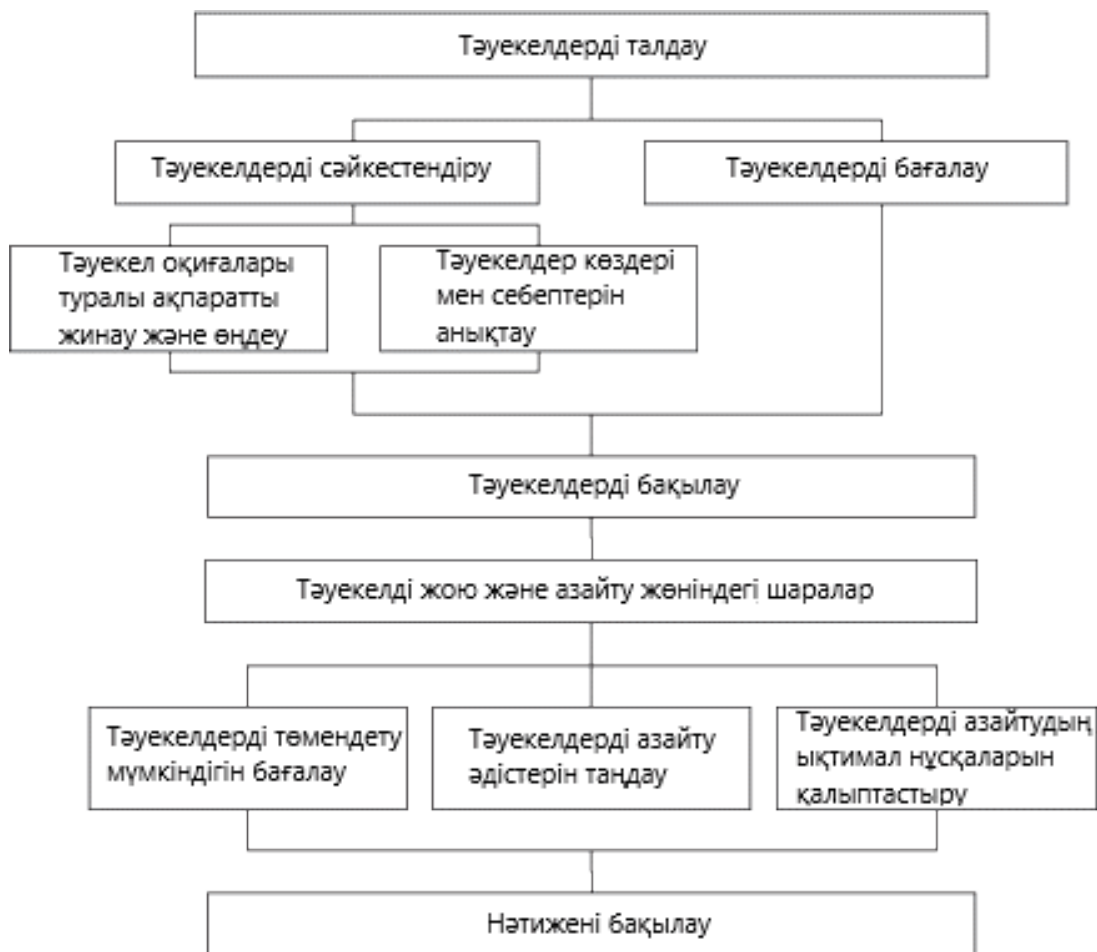 Тәуекелдерді талдау
Тәуекелдерді сәйкестендіру
Тәуекелдерді бағалау
Тәуекел оқиғалары
туралы ақпаратты
жинау және өңдеу
Тәуекелдер көздері
мен себептерін
анықтау
Тәуекелдерді бақылау
Тәуекелді жою және азайту жөніндегі шаралар
Тәуекелдерді төмендету
мүмкіндігін бағалау
Тәуекелдерді азайту
әдістерін таңдау
Тәуекелдерді азайтудың
ықтимал нұсқаларын
қалыптастыру
Нәтижені бақылау